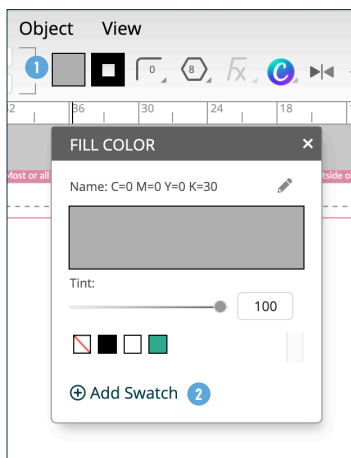 Object View
1 0 8 fx C
36 30 24 18
FILL COLOR ×
Most or all
tside o
Name: C=0 M=0 Y=0 K=30
Tint:
100
Add Swatch 2